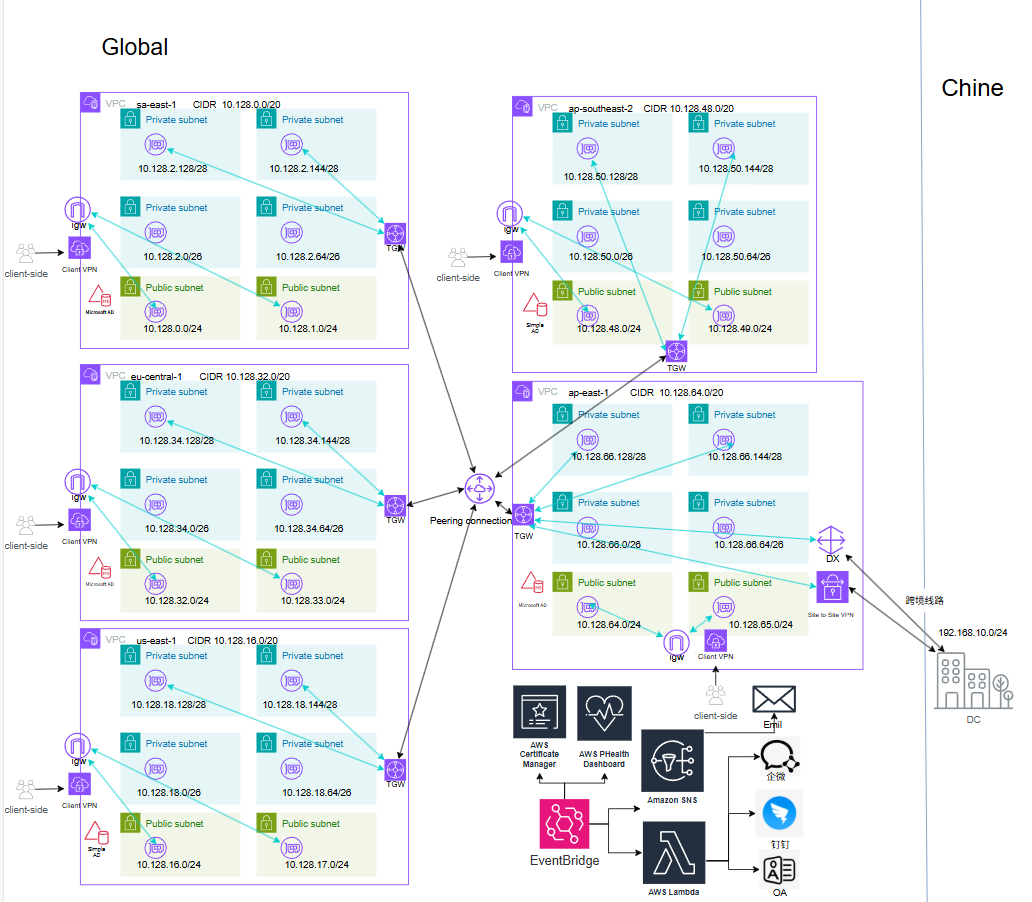 Global
Chine
VPC sa-east-1 CIDR 10.128.0.0/20
Private subnet
Private subnet
10.128.2.128/28
10.128.2.144/28
Private subnet
Private subnet
igw
10.128.2.0/26
10.128.2.64/26
TGW
client-side
Client VPN
Public subnet
Public subnet
Microsoft AD
10.128.0.0/24
10.128.1.0/24
VPC ap-southeast-2 CIDR 10.128.48.0/20
Private subnet
Private subnet
10.128.50.128/28
10.128.50.144/28
Private subnet
Private subnet
igw
10.128.50.0/26
10.128.50.64/26
client-side
Client VPN
Public subnet
Public subnet
Simple
AD
10.128.48.0/24
10.128.49.0/24
TGW
VPC eu-central-1 CIDR 10.128.32.0/20
Private subnet
Private subnet
10.128.34.128/28
10.128.34.144/28
Private subnet
Private subnet
igw
10.128.34.0/26
10.128.34.64/26
TGW
client-side
Client VPN
Public subnet
Public subnet
Microsoft AD
10.128.32.0/24
10.128.33.0/24
Peering connection
VPC ap-east-1 CIDR 10.128.64.0/20
Private subnet
Private subnet
10.128.66.128/28
10.128.66.144/28
Private subnet
Private subnet
TGW
10.128.66.0/26
10.128.66.64/26
DX
Public subnet
Public subnet
Microsoft AD
Site to Site VPN
10.128.64.0/24
10.128.65.0/24
igw
Client VPN
client-side
跨境线路
192.168.10.0/24
DC
VPC us-east-1 CIDR 10.128.16.0/20
Private subnet
Private subnet
10.128.18.128/28
10.128.18.144/28
Private subnet
Private subnet
igw
10.128.18.0/26
10.128.18.64/26
TGW
client-side
Client VPN
Public subnet
Public subnet
Simple
AD
10.128.16.0/24
10.128.17.0/24
AWS
Certificate
Manager
AWS PHealth
Dashboard
Amazon SNS
Emil
企微
EventBridge
AWS Lambda
钉钉
OA